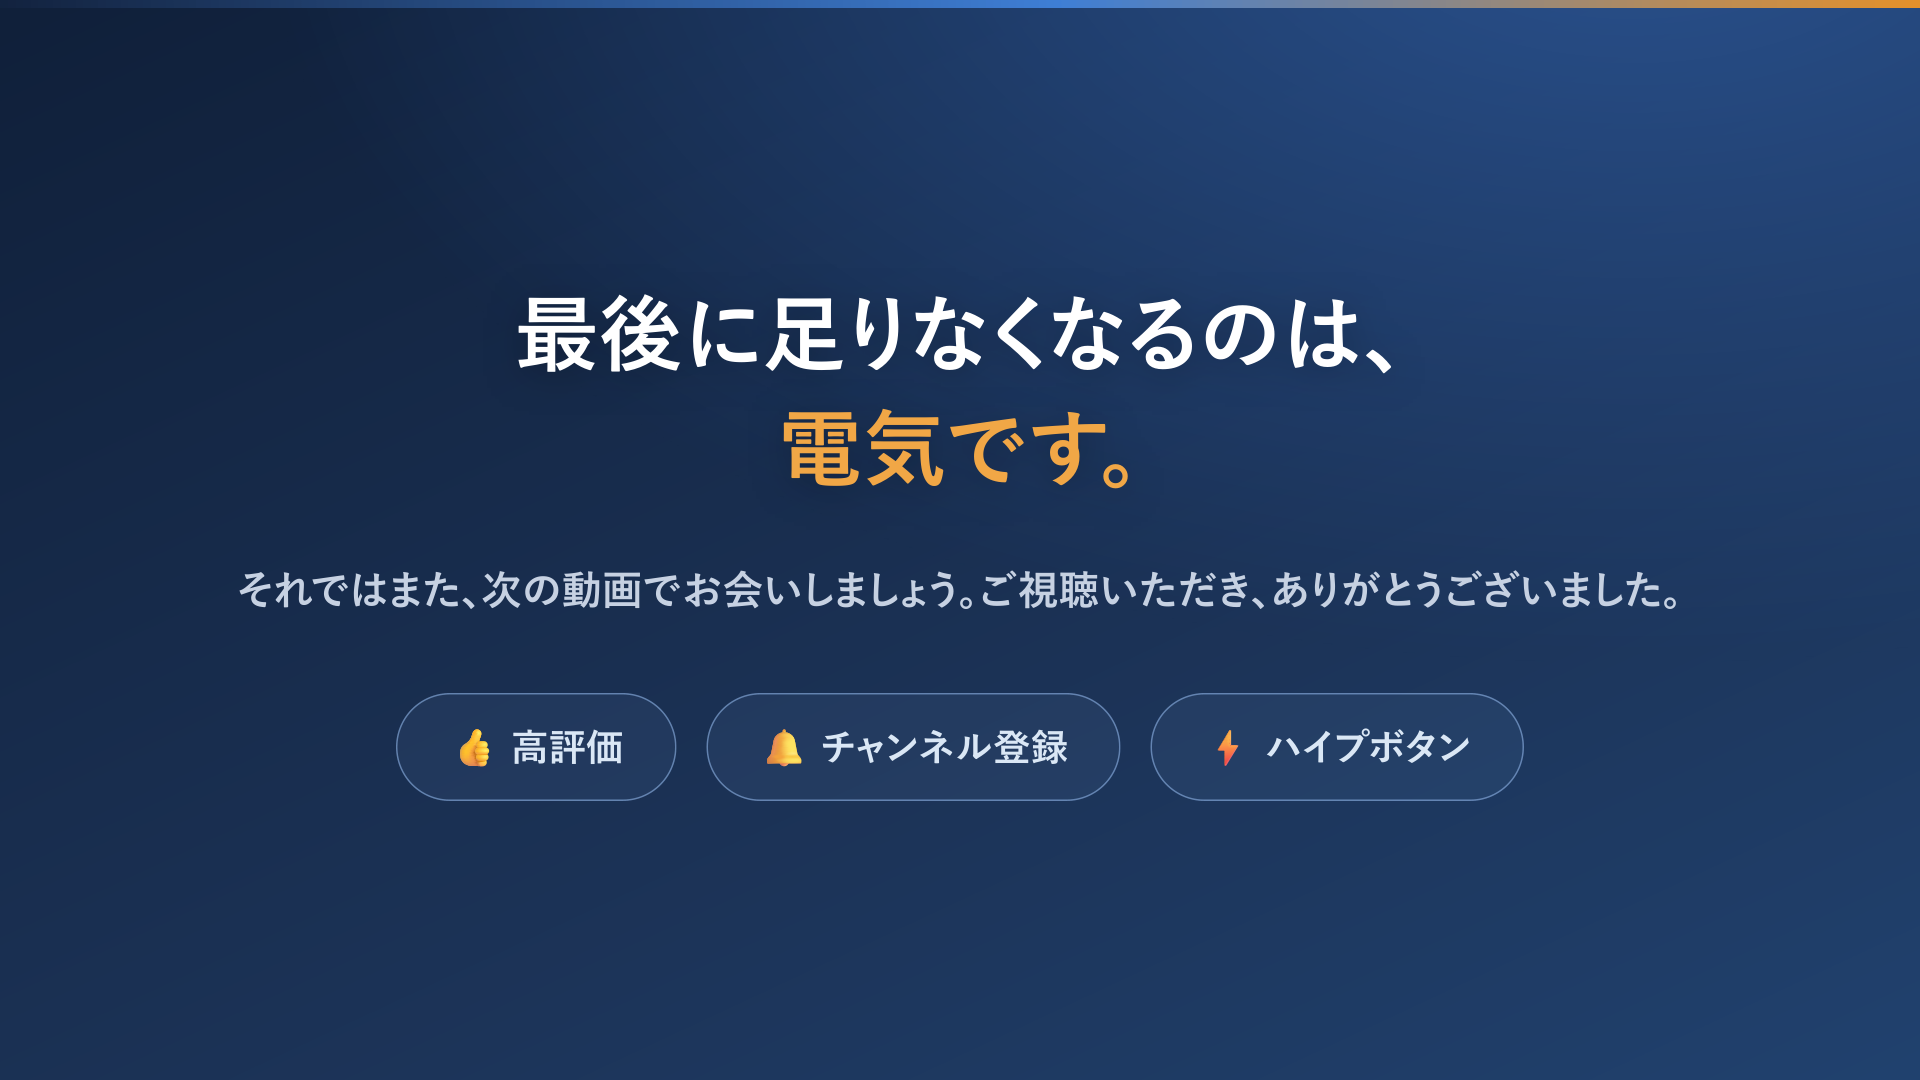 最後に足りなくなるのは、
電気です。
それではまた、次の動画でお会いしましょう。ご視聴いただき、ありがとうございました。
👍 高評価
🔔 チャンネル登録
⚡ ハイプボタン